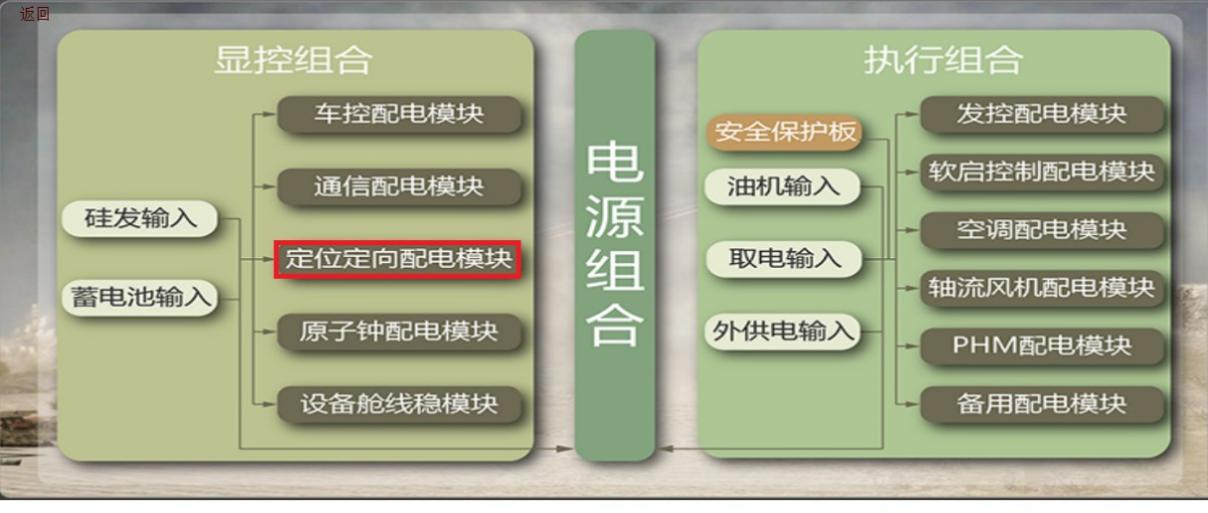 返回
显控组合
硅发输入
蓄电池输入
车控配电模块
通信配电模块
定位定向配电模块
原子钟配电模块
设备舱线稳模块
电源组合
执行组合
安全保护板
油机输入
取电输入
外供电输入
发控配电模块
软启控制配电模块
空调配电模块
轴流风机配电模块
PHM配电模块
备用配电模块